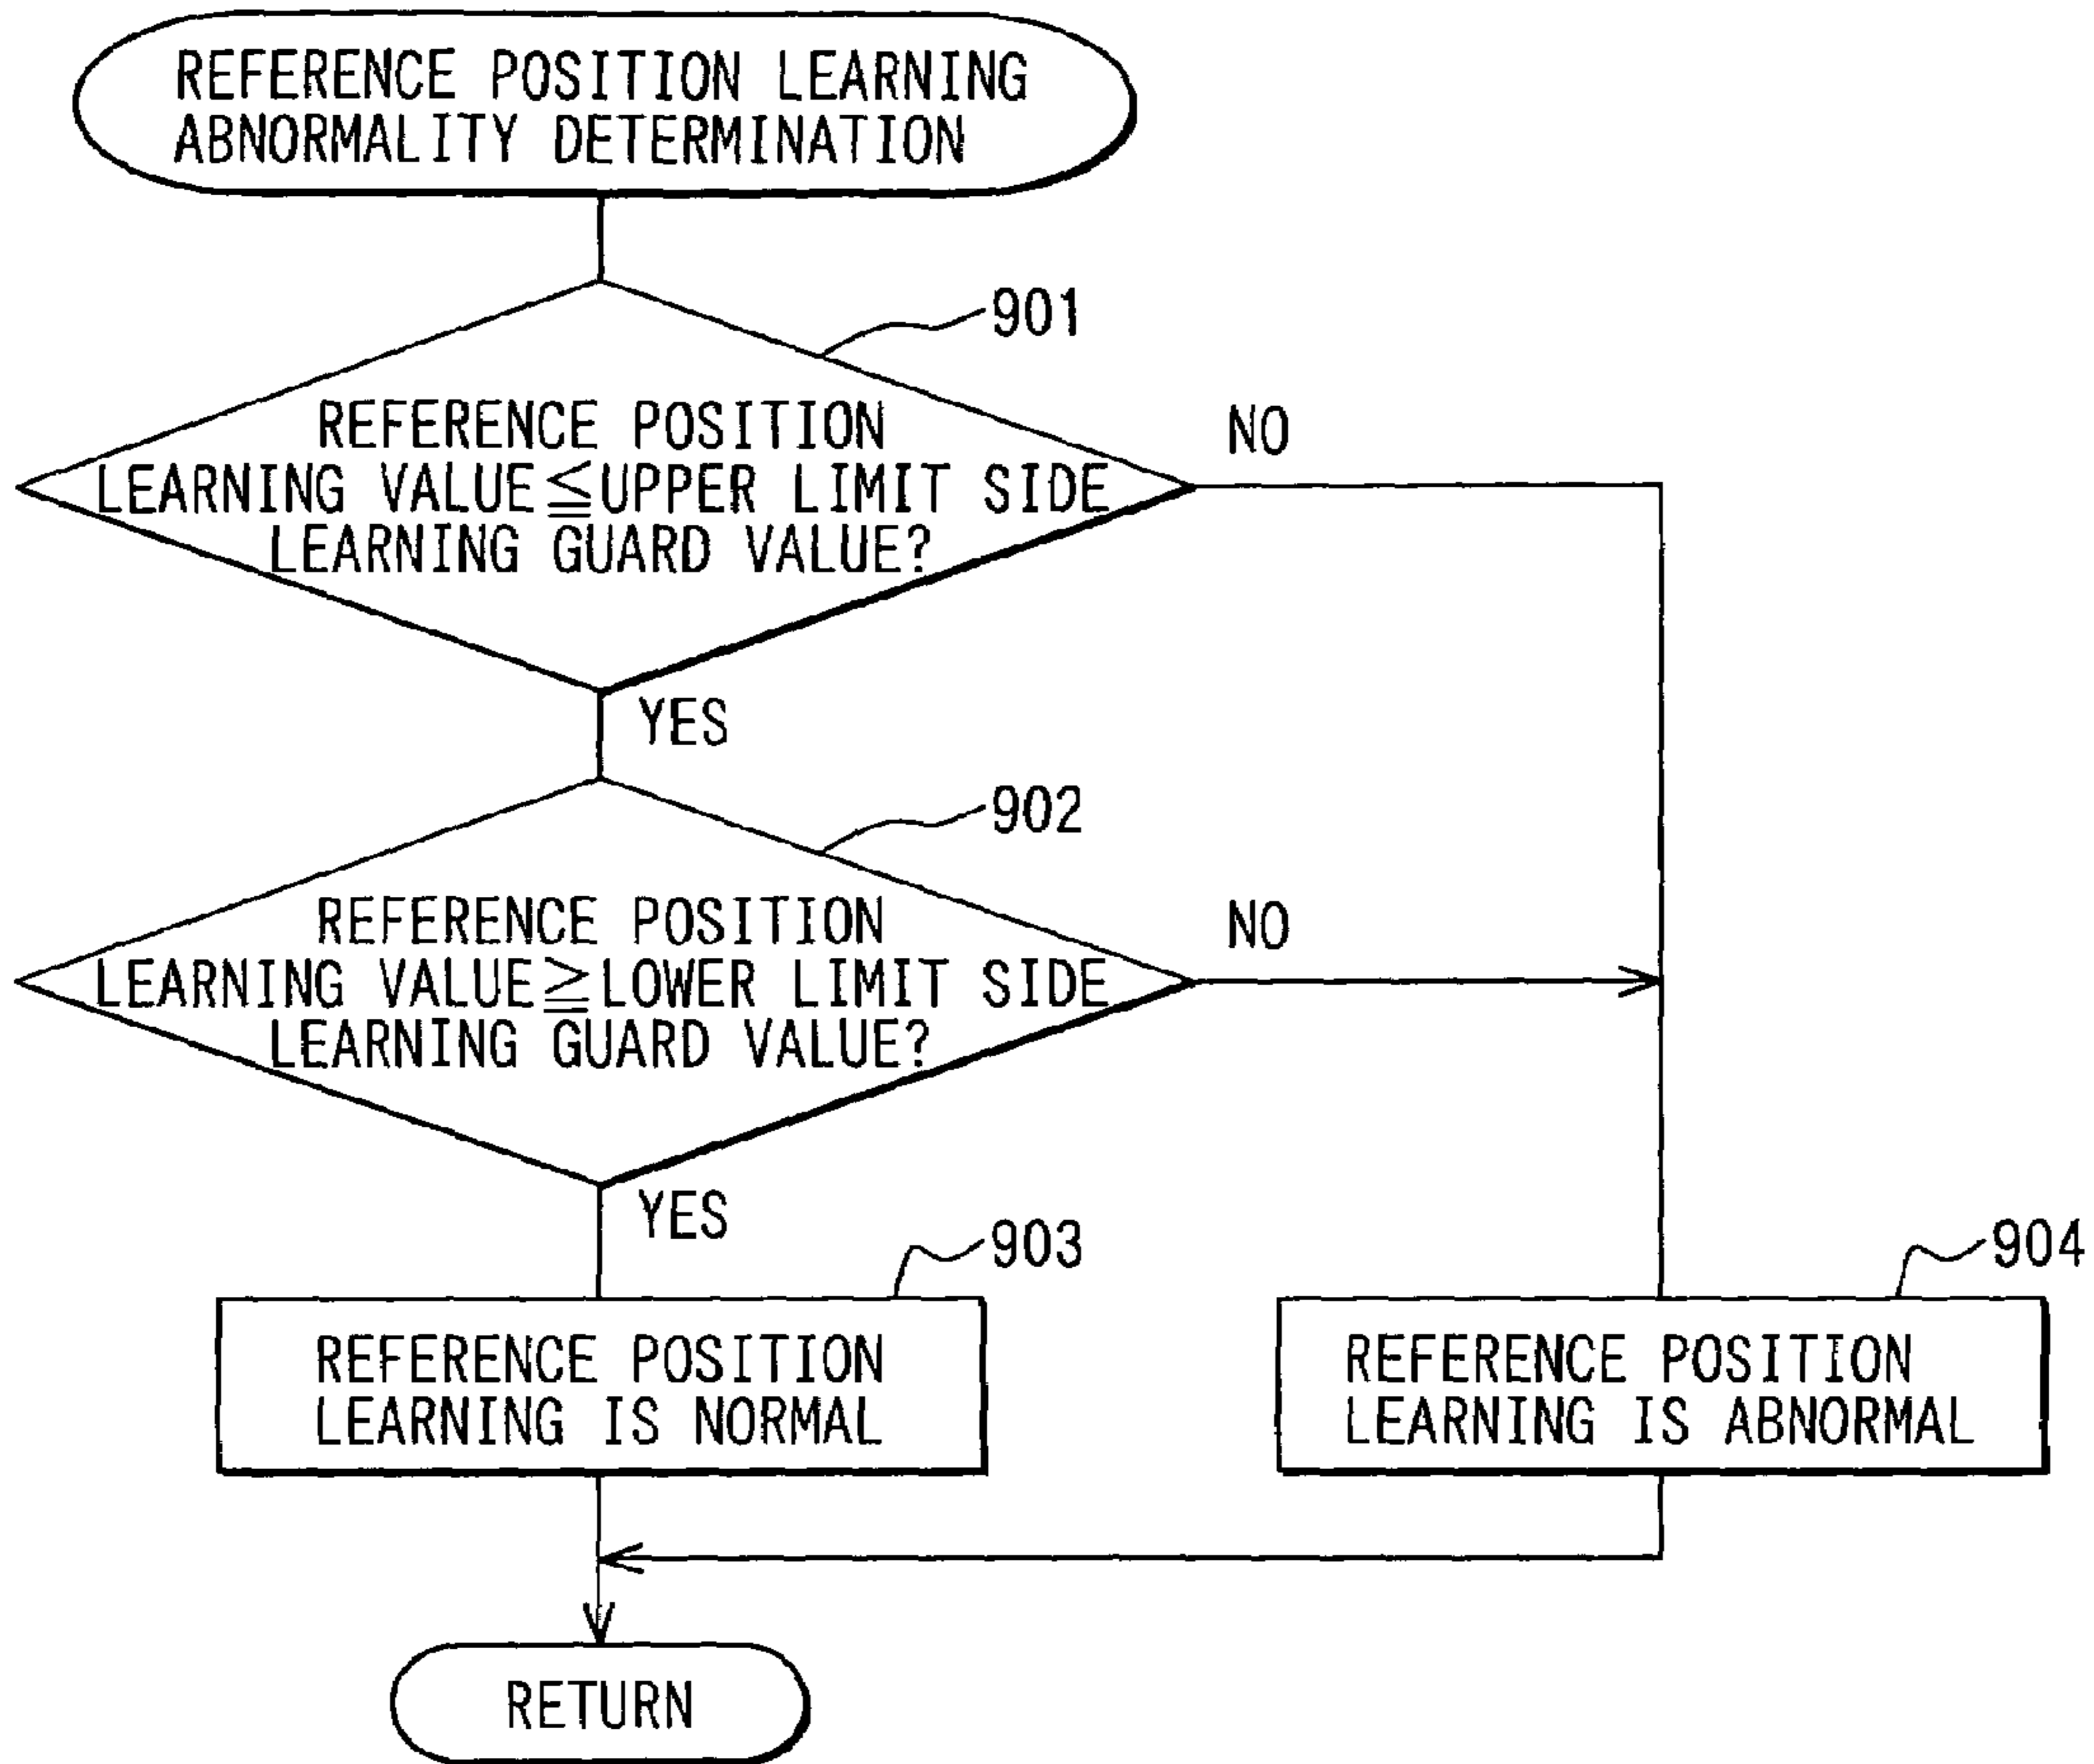 REFERENCE POSITION LEARNING
ABNORMALITY DETERMINATION
901
REFERENCE POSITION
LEARNING VALUE≦UPPER LIMIT SIDE
LEARNING GUARD VALUE?
NO
YES
902
REFERENCE POSITION
LEARNING VALUE≧LOWER LIMIT SIDE
LEARNING GUARD VALUE?
NO
YES
903
REFERENCE POSITION
LEARNING IS NORMAL
904
REFERENCE POSITION
LEARNING IS ABNORMAL
RETURN